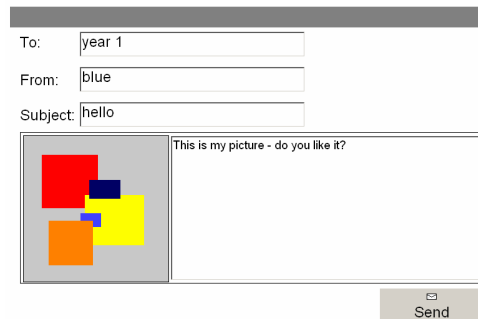 To: year 1
From: blue
Subject: hello
This is my picture - do you like it?
Send